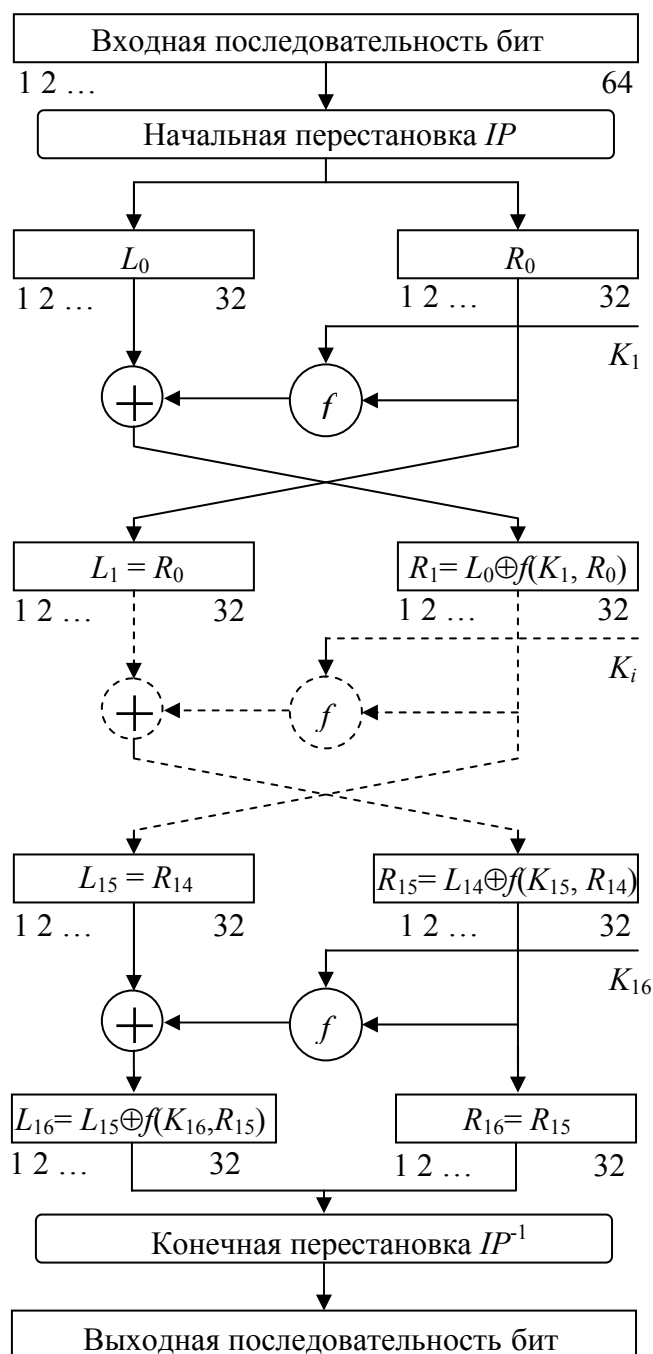 Входная последовательность бит
1 2 … 64
Начальная перестановка IP
L₀ R₀
1 2 … 32 1 2 … 32
K₁
+ f
L₁ = R₀ R₁= L₀⊕f(K₁, R₀)
1 2 … 32 1 2 … 32
Kᵢ
+ f
L₁₅ = R₁₄ R₁₅= L₁₄⊕f(K₁₅, R₁₄)
1 2 … 32 1 2 … 32
K₁₆
+ f
L₁₆= L₁₅⊕f(K₁₆,R₁₅) R₁₆= R₁₅
1 2 … 32 1 2 … 32
Конечная перестановка IP⁻¹
Выходная последовательность бит